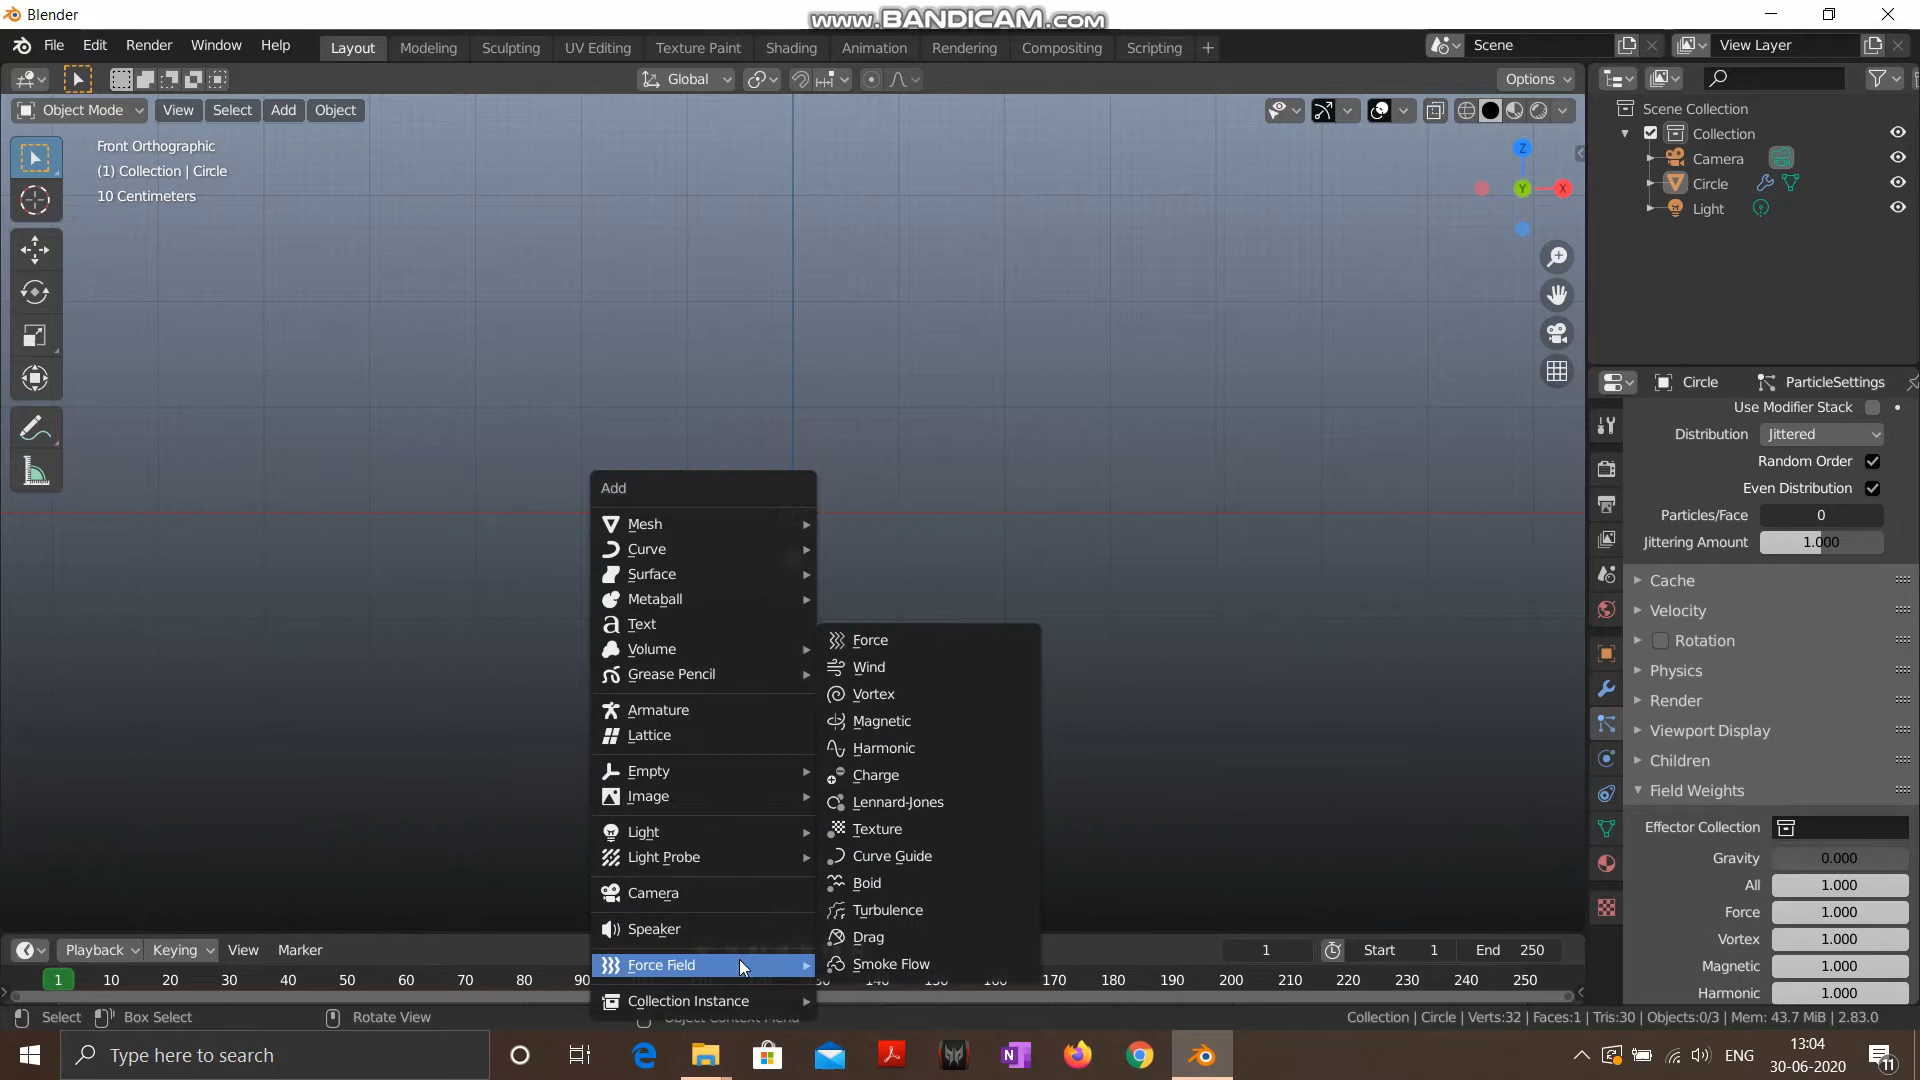 Blender
www.BANDICAM.com
File Edit Render Window Help
Layout Modeling Sculpting UV Editing Texture Paint Shading Animation Rendering Compositing Scripting +
Scene
View Layer
Global
Options
Object Mode View Select Add Object
Front Orthographic
(1) Collection | Circle
10 Centimeters
Z
Y
X
Scene Collection
Collection
Camera
Circle
Light
Circle
ParticleSettings
Use Modifier Stack
Distribution Jittered
Random Order
Even Distribution
Particles/Face 0
Jittering Amount 1.000
Cache
Velocity
Rotation
Physics
Render
Viewport Display
Children
Field Weights
Effector Collection
Gravity 0.000
All 1.000
Force 1.000
Vortex 1.000
Magnetic 1.000
Harmonic 1.000
Add
Mesh
Curve
Surface
Metaball
Text
Volume
Grease Pencil
Armature
Lattice
Empty
Image
Light
Light Probe
Camera
Speaker
Force Field
Collection Instance
Force
Wind
Vortex
Magnetic
Harmonic
Charge
Lennard-Jones
Texture
Curve Guide
Boid
Turbulence
Drag
Smoke Flow
Playback Keying View Marker
1
Start 1
End 250
1 10 20 30 40 50 60 70 80 130 140 150 160 170 180 190 200 210 220 230 240 250
Select Box Select Rotate View Object Context Menu
Collection | Circle | Verts:32 | Faces:1 | Tris:30 | Objects:0/3 | Mem: 43.7 MiB | 2.83.0
Type here to search
ENG
13:04
30-06-2020
11